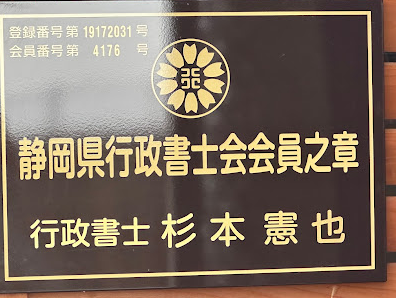 登録番号 第 19172031 号
会員番号 第 4176 号
静岡県行政書士会会員之章
行政書士 杉本憲也